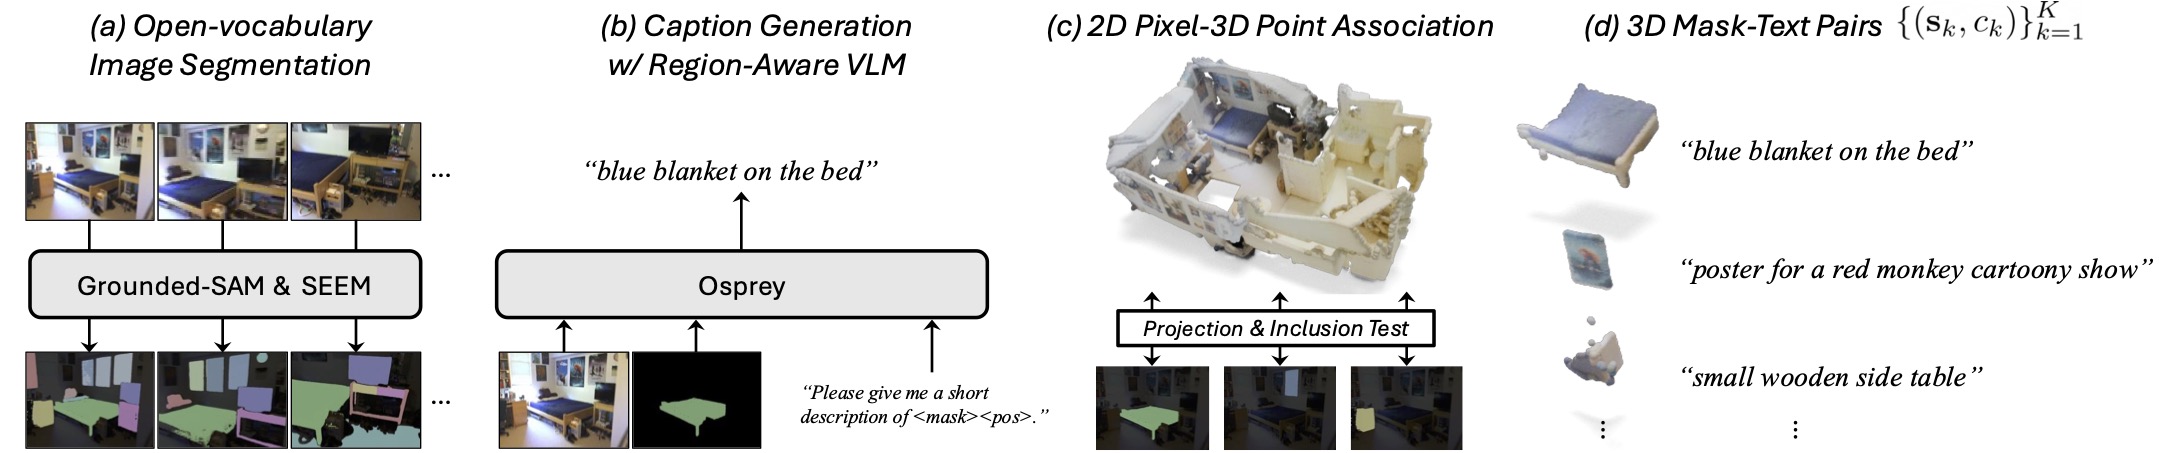 (a) Open-vocabulary
Image Segmentation
Grounded-SAM & SEEM
...
...
(b) Caption Generation
w/ Region-Aware VLM
“blue blanket on the bed”
Osprey
“Please give me a short
description of <mask><pos>.”
(c) 2D Pixel-3D Point Association
Projection & Inclusion Test
(d) 3D Mask-Text Pairs {(s_k, c_k)}_{k=1}^K
“blue blanket on the bed”
“poster for a red monkey cartoony show”
“small wooden side table”
⋮ ⋮